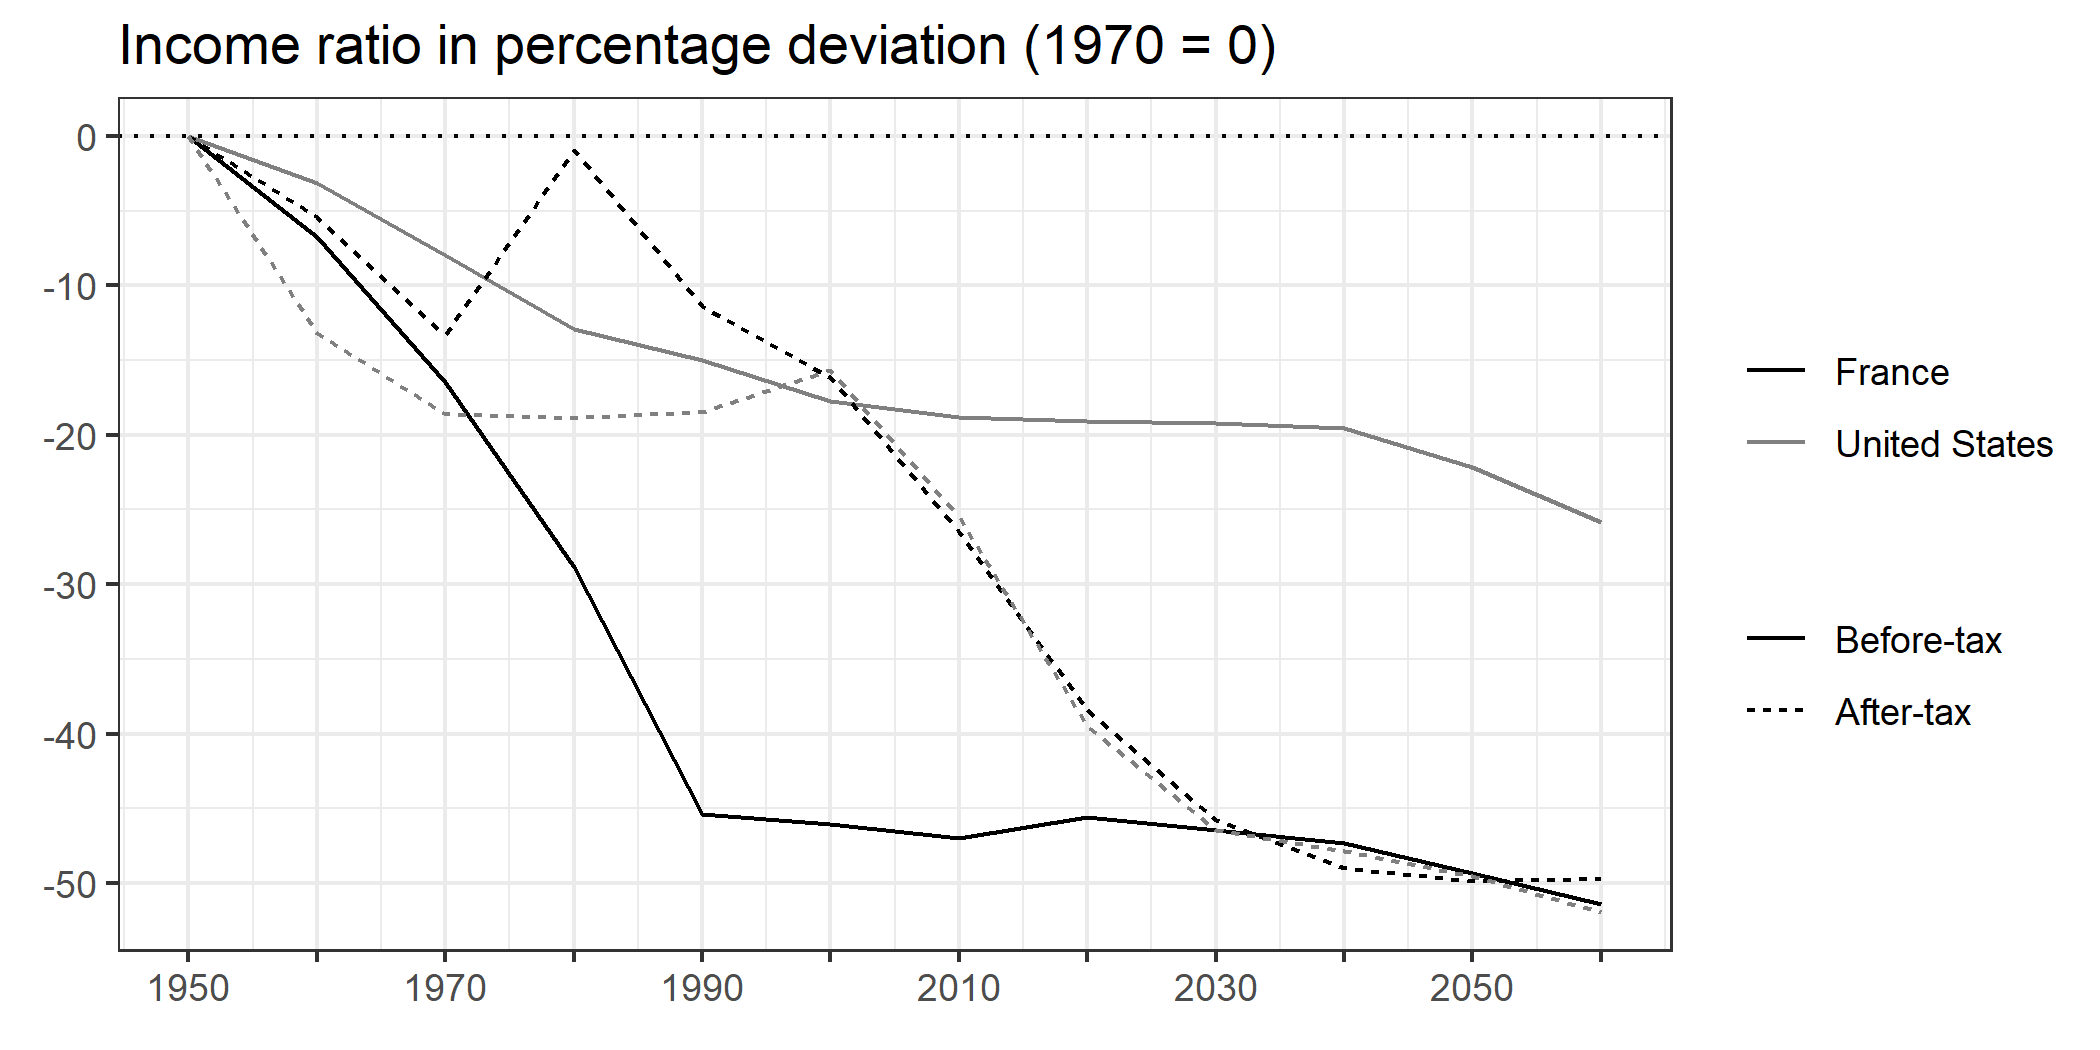 Income ratio in percentage deviation (1970 = 0)
0
-10
-20
-30
-40
-50
1950 1970 1990 2010 2030 2050
France
United States
Before-tax
After-tax